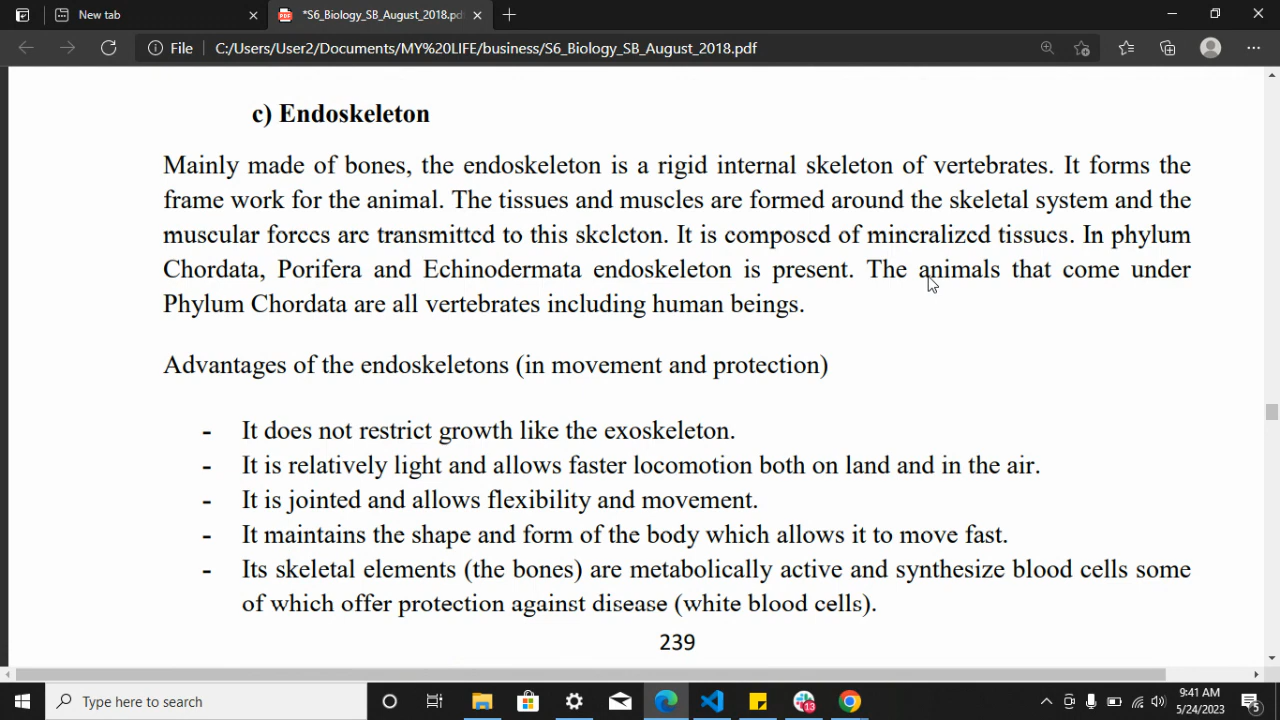 New tab
*S6_Biology_SB_August_2018.pd
File
C:/Users/User2/Documents/MY%20LIFE/business/S6_Biology_SB_August_2018.pdf
c) Endoskeleton
Mainly made of bones, the endoskeleton is a rigid internal skeleton of vertebrates. It forms the
frame work for the animal. The tissues and muscles are formed around the skeletal system and the
muscular forces are transmitted to this skeleton. It is composed of mineralized tissues. In phylum
Chordata, Porifera and Echinodermata endoskeleton is present. The animals that come under
Phylum Chordata are all vertebrates including human beings.
Advantages of the endoskeletons (in movement and protection)
- It does not restrict growth like the exoskeleton.
- It is relatively light and allows faster locomotion both on land and in the air.
- It is jointed and allows flexibility and movement.
- It maintains the shape and form of the body which allows it to move fast.
- Its skeletal elements (the bones) are metabolically active and synthesize blood cells some
of which offer protection against disease (white blood cells).
239
Type here to search
13
9:41 AM
5/24/2023
5